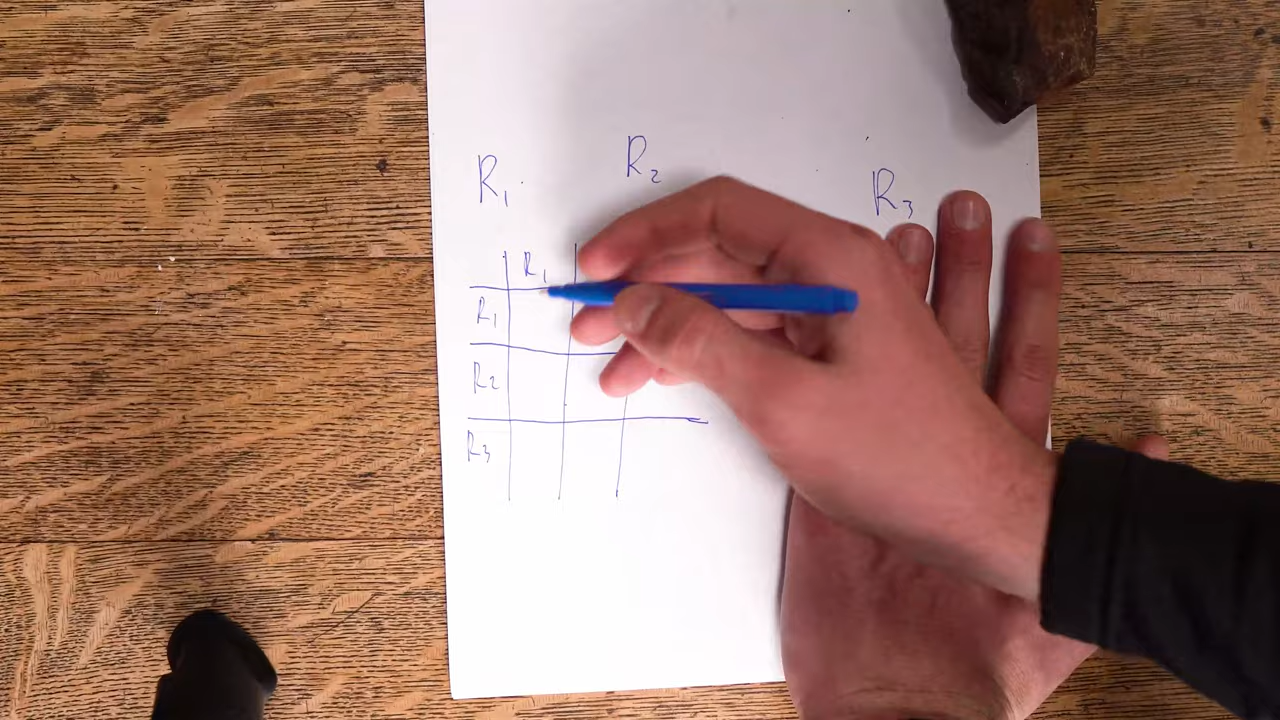 R₁ R₂ R₃
R₁
R₁
R₂
R₃